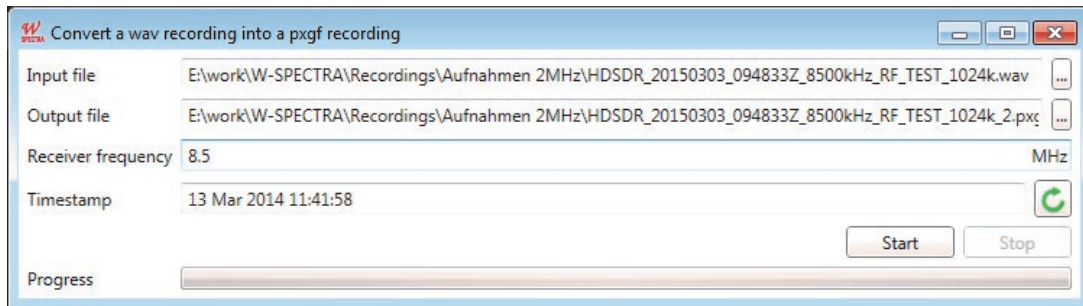 W SPECTRA Convert a wav recording into a pxgf recording
Input file E:\work\W-SPECTRA\Recordings\Aufnahmen 2MHz\HDSDR_20150303_094833Z_8500kHz_RF_TEST_1024k.wav ...
Output file E:\work\W-SPECTRA\Recordings\Aufnahmen 2MHz\HDSDR_20150303_094833Z_8500kHz_RF_TEST_1024k_2.pxg ...
Receiver frequency 8.5 MHz
Timestamp 13 Mar 2014 11:41:58
Start Stop
Progress